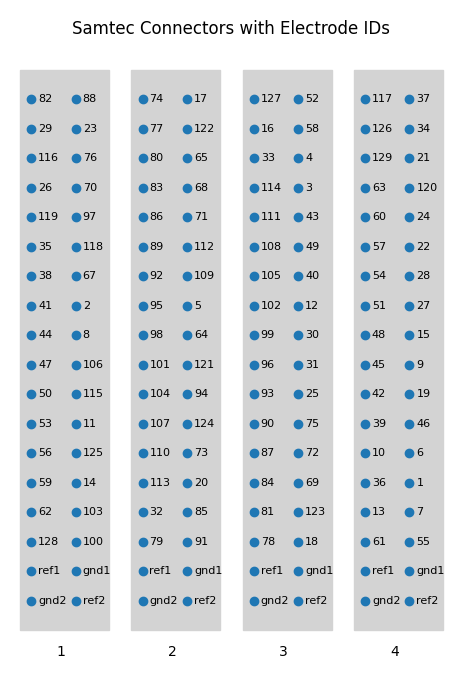 Samtec Connectors with Electrode IDs
82 88 74 17 127 52 117 37
29 23 77 122 16 58 126 34
116 76 80 65 33 4 129 21
26 70 83 68 114 3 63 120
119 97 86 71 111 43 60 24
35 118 89 112 108 49 57 22
38 67 92 109 105 40 54 28
41 2 95 5 102 12 51 27
44 8 98 64 99 30 48 15
47 106 101 121 96 31 45 9
50 115 104 94 93 25 42 19
53 11 107 124 90 75 39 46
56 125 110 73 87 72 10 6
59 14 113 20 84 69 36 1
62 103 32 85 81 123 13 7
128 100 79 91 78 18 61 55
ref1 gnd1 ref1 gnd1 ref1 gnd1 ref1 gnd1
gnd2 ref2 gnd2 ref2 gnd2 ref2 gnd2 ref2
1 2 3 4